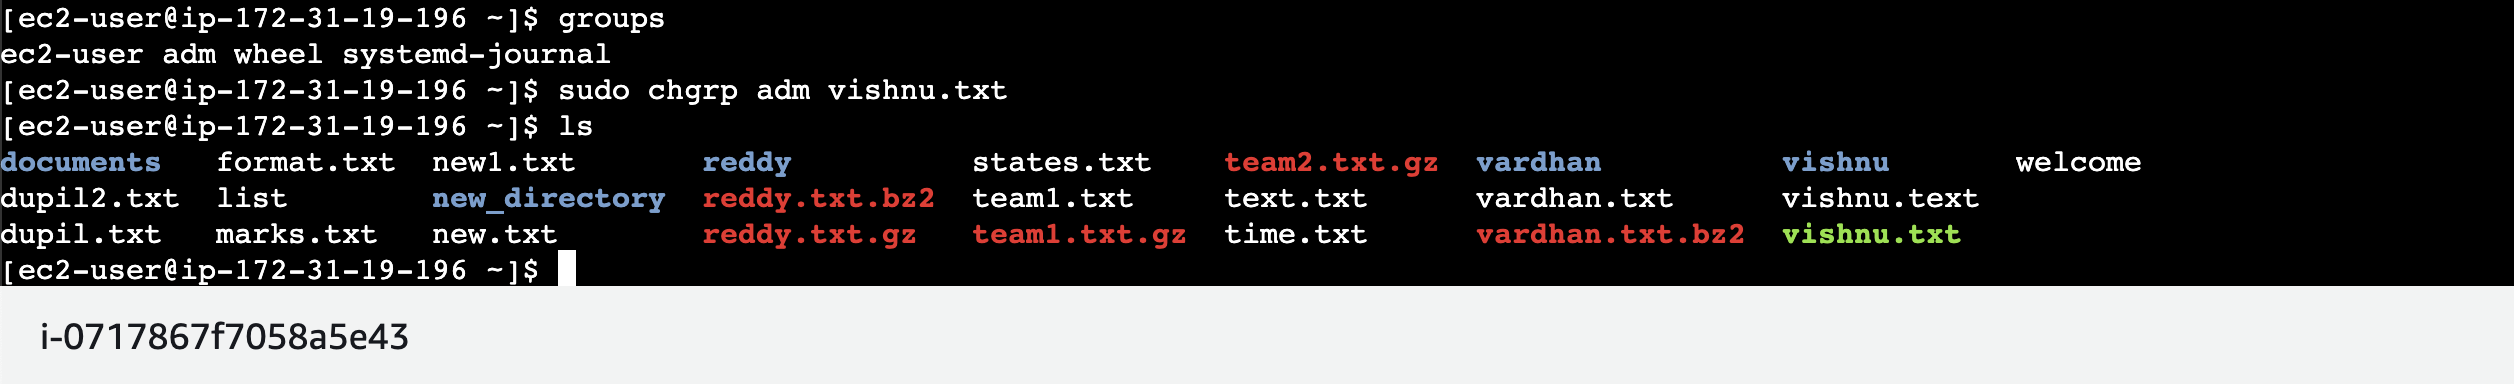 [ec2-user@ip-172-31-19-196 ~]$ groups
ec2-user adm wheel systemd-journal
[ec2-user@ip-172-31-19-196 ~]$ sudo chgrp adm vishnu.txt
[ec2-user@ip-172-31-19-196 ~]$ ls
documents format.txt new1.txt reddy states.txt team2.txt.gz vardhan vishnu welcome
dupil2.txt list new_directory reddy.txt.bz2 team1.txt text.txt vardhan.txt vishnu.text
dupil.txt marks.txt new.txt reddy.txt.gz team1.txt.gz time.txt vardhan.txt.bz2 vishnu.txt
[ec2-user@ip-172-31-19-196 ~]$
i-0717867f7058a5e43